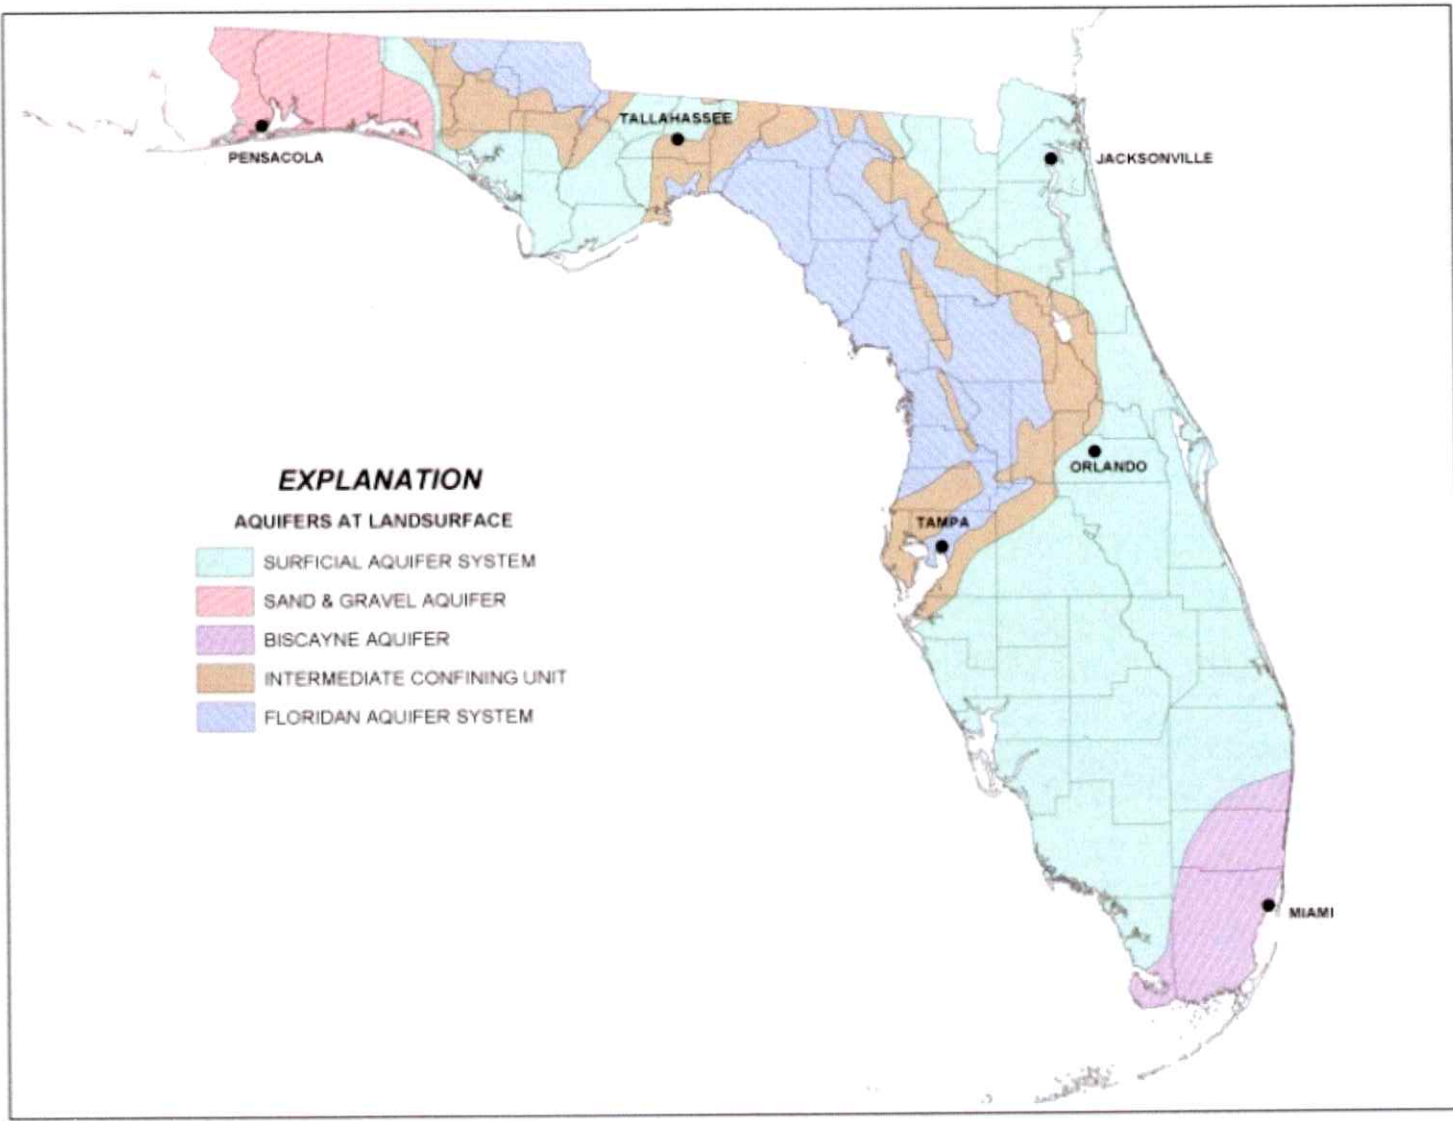 TALLAHASSEE
PENSACOLA
JACKSONVILLE
EXPLANATION
AQUIFERS AT LANDSURFACE
SURFICIAL AQUIFER SYSTEM
SAND & GRAVEL AQUIFER
BISCAYNE AQUIFER
INTERMEDIATE CONFINING UNIT
FLORIDAN AQUIFER SYSTEM
ORLANDO
TAMPA
MIAMI